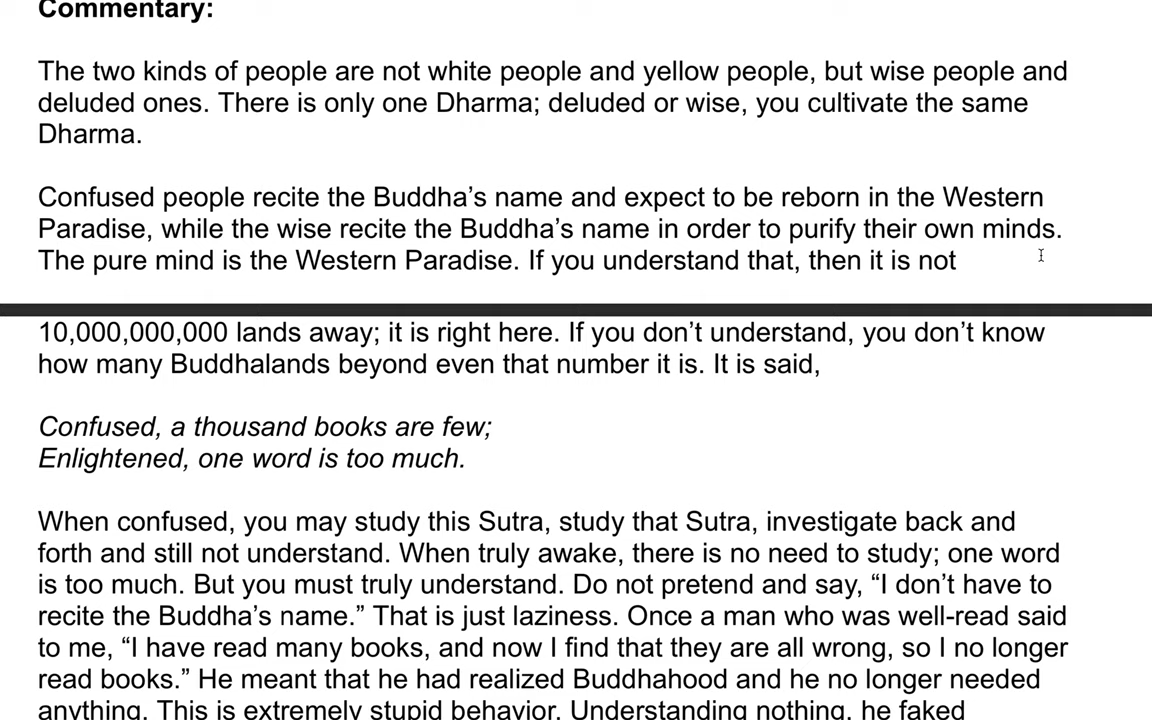 Commentary:
The two kinds of people are not white people and yellow people, but wise people and
deluded ones. There is only one Dharma; deluded or wise, you cultivate the same
Dharma.
Confused people recite the Buddha’s name and expect to be reborn in the Western
Paradise, while the wise recite the Buddha’s name in order to purify their own minds.
The pure mind is the Western Paradise. If you understand that, then it is not
10,000,000,000 lands away; it is right here. If you don’t understand, you don’t know
how many Buddhalands beyond even that number it is. It is said,
Confused, a thousand books are few;
Enlightened, one word is too much.
When confused, you may study this Sutra, study that Sutra, investigate back and
forth and still not understand. When truly awake, there is no need to study; one word
is too much. But you must truly understand. Do not pretend and say, “I don’t have to
recite the Buddha’s name.” That is just laziness. Once a man who was well-read said
to me, “I have read many books, and now I find that they are all wrong, so I no longer
read books.” He meant that he had realized Buddhahood and he no longer needed
anything. This is extremely stupid behavior. Understanding nothing, he faked